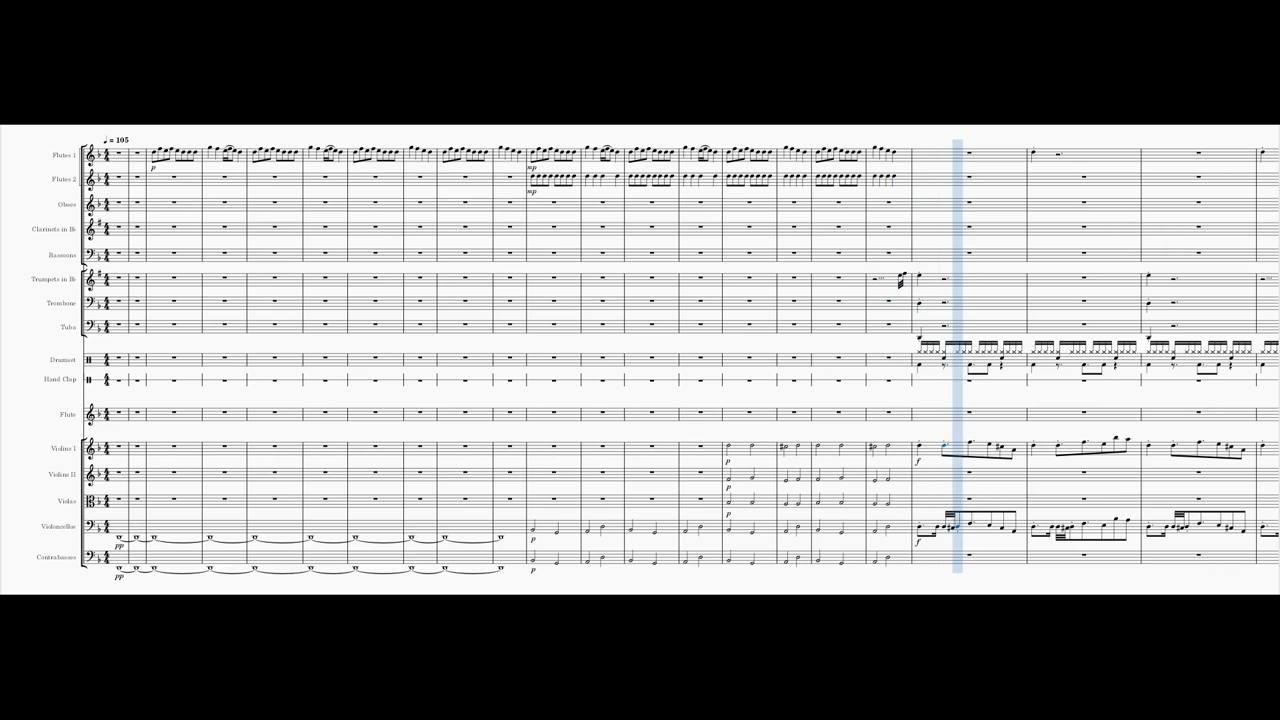 ♩ = 105
Flutes 1
p
mp
Flutes 2
mp
Oboes
Clarinets in B♭
Bassoons
Trumpets in B♭
Trombone
Tuba
Drumset
Hand Clap
Flute
Violins I
p
f
Violins II
p
Violas
p
Violoncellos
pp
p
f
Contrabasses
pp
p